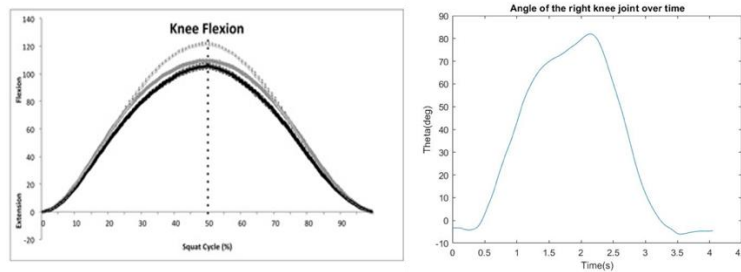 Knee Flexion
140
120
100
80
60
40
20
0
-20
Flexion
Extension
0 10 20 30 40 50 60 70 80 90
Squat Cycle (%)
Angle of the right knee joint over time
90
80
70
60
50
40
30
20
10
0
-10
Theta(deg)
0 0.5 1 1.5 2 2.5 3 3.5 4 4
Time(s)